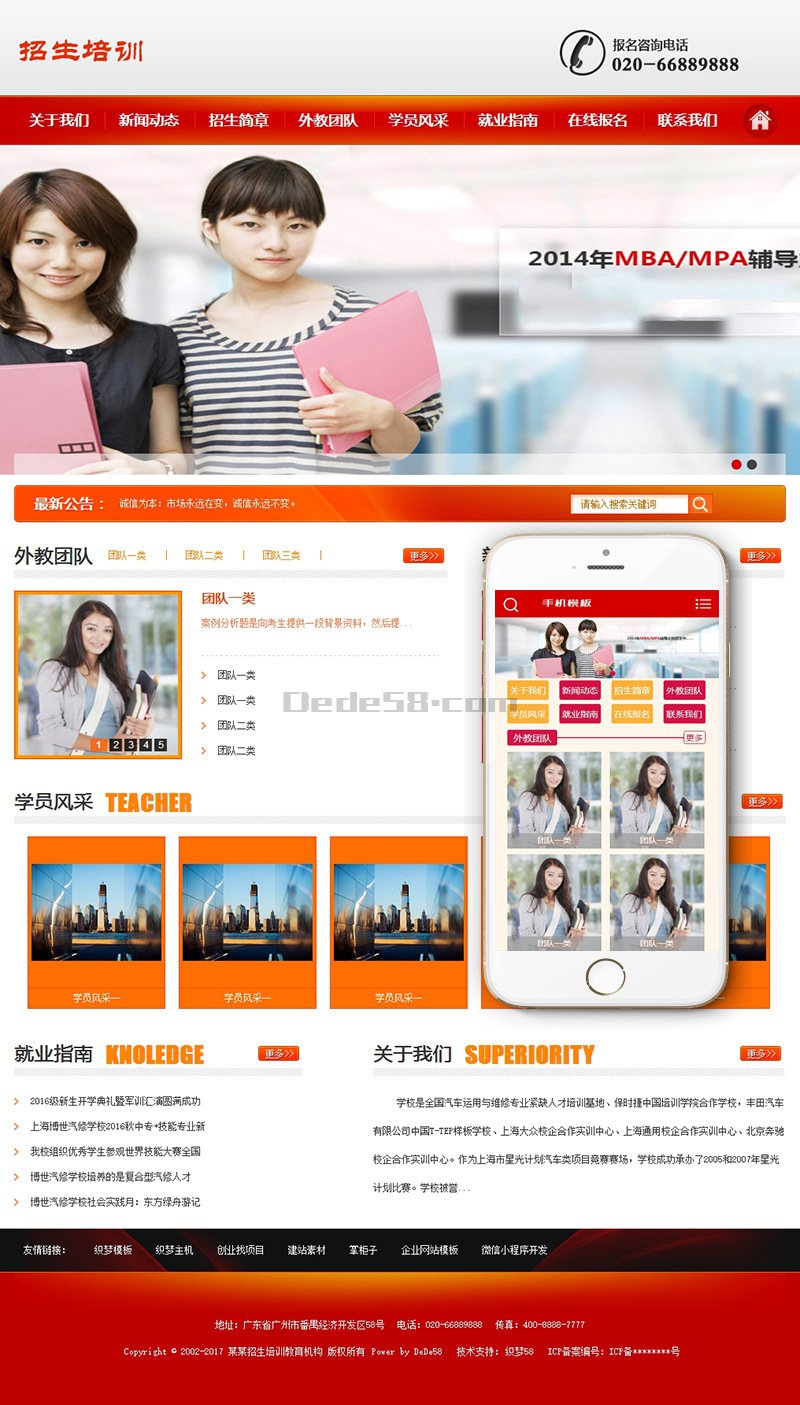 招生培训
报名咨询电话
020-66889888
关于我们 新闻动态 招生简章 外教团队 学员风采 就业指南 在线报名 联系我们
2014年MBA/MPA辅导
最新公告： 诚信为本：市场永远在变，诚信永远不变。 请输入搜索关键词
外教团队 团队一类 团队二类 团队三类 更多>> 更多>>
团队一类
案例分析题是向考生提供一段背景资料，然后提...
团队一类
团队一类
团队二类
团队二类
1 2 3 4 5
Dede58.com
手机模板
关于我们 新闻动态 招生简章 外教团队
学员风采 就业指南 在线报名 联系我们
外教团队 更多
团队一类 团队一类
团队一类 团队一类
学员风采 TEACHER 更多>>
学员风采一 学员风采一 学员风采一
就业指南 KNOLEDGE 更多>>
2016级新生开学典礼暨军训汇演圆满成功
上海博世汽修学校2016秋中专+技能专业新
我校组织优秀学生参观世界技能大赛全国
博世汽修学校培养的是复合型汽修人才
博世汽修学校社会实践月：东方绿舟游记
关于我们 SUPERIORITY 更多>>
学校是全国汽车运用与维修专业紧缺人才培训基地、保时捷中国培训学院合作学校，丰田汽车
有限公司中国T-TEP样板学校、上海大众校企合作实训中心、上海通用校企合作实训中心、北京奔驰
校企合作实训中心。作为上海市星光计划汽车类项目竞赛赛场，学校成功承办了2005和2007年星光
计划比赛。学校被誉...
友情链接： 织梦模板 织梦主机 创业找项目 建站素材 掌柜子 企业网站模板 微信小程序开发
地址：广东省广州市番禺经济开发区58号 电话：020-66889888 传真：400-8888-7777
Copyright © 2002-2017 某某招生培训教育机构 版权所有 Power by DeDe58 技术支持：织梦58 ICP备案编号：ICP备********号